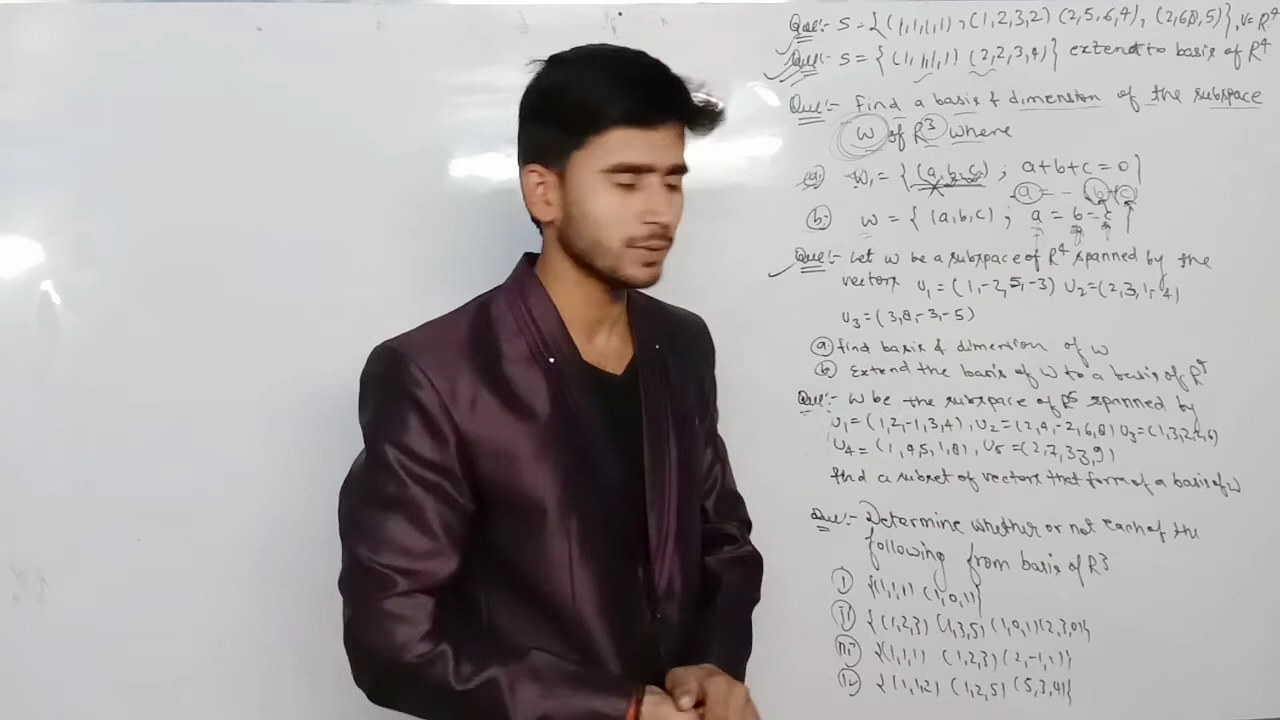 Que:- S = {(1,1,1,1), (1,2,3,2) (2,5,6,4), (2,6,8,5)}, V=R⁴
Que:- S = {(1,1,1,1) (2,2,3,4)} extend to basis of R⁴
Que:- Find a basis & dimension of the subspace
W of R³ where
(a) W₁ = {(a,b,c) ; a+b+c = 0}
a = - b-c
(b) W = {(a,b,c) ; a = b = c
Que:- Let W be a subspace of R⁴ spanned by the
vectors u₁ = (1,-2,5,-3) u₂=(2,3,1,-4)
u₃=(3,8,-3,-5)
(a) find basis & dimension of W
(b) Extend the basis of W to a basis of R⁴
Que:- W be the subspace of R⁵ spanned by
u₁=(1,2,-1,3,4), u₂=(2,4,-2,6,8) u₃=(1,3,2,2,6)
u₄=(1,4,5,1,8), u₅=(2,7,3,3,9)
find a subset of vectors that form of a basis of W
Que:- Determine whether or not each of the
following from basis of R³
(I) {(1,1,1) (1,0,1)}
(II) {(1,2,3) (1,3,5) (1,0,1) (2,3,0)}
(III) {(1,1,1) (1,2,3) (2,-1,1)}
(IV) {(1,1,2) (1,2,5) (5,3,4)}